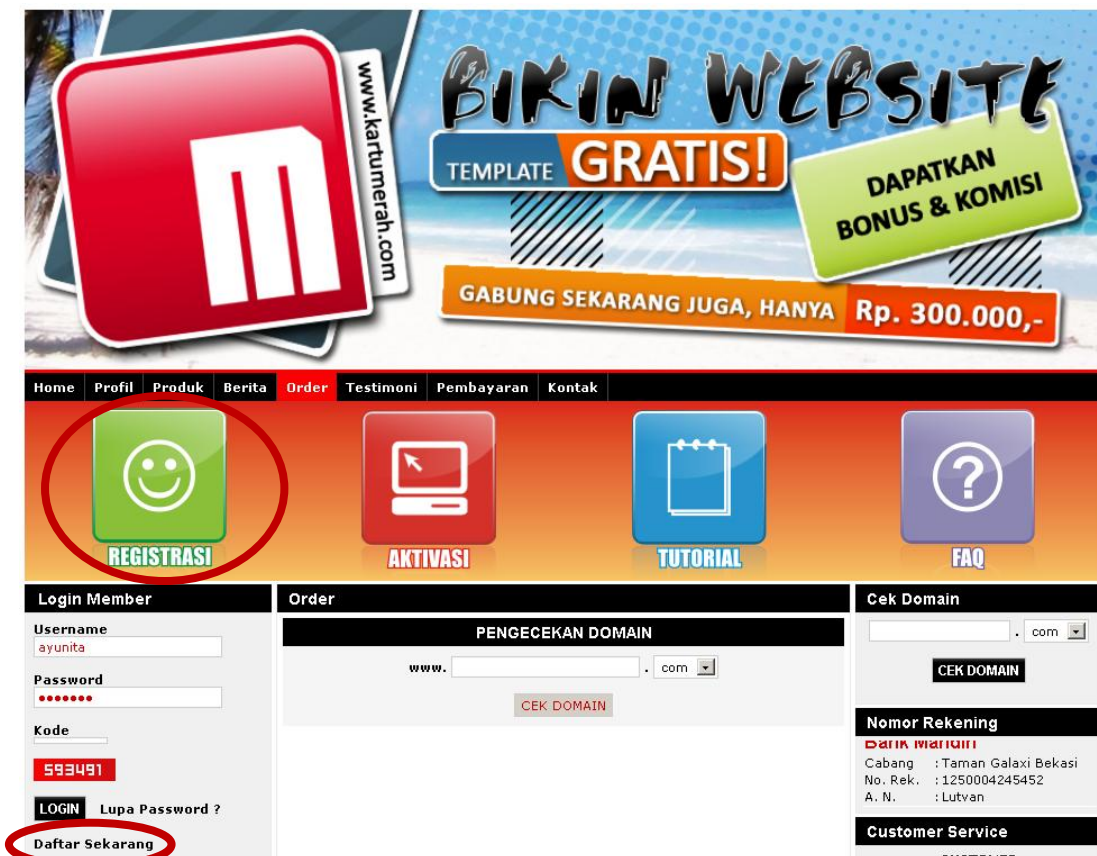 www.kartumerah.com
BIKIN WEBSITE
TEMPLATE GRATIS!
DAPATKAN
BONUS & KOMISI
GABUNG SEKARANG JUGA, HANYA Rp. 300.000,-
Home Profil Produk Berita Order Testimoni Pembayaran Kontak
REGISTRASI AKTIVASI TUTORIAL FAQ
Login Member
Username
ayunita
Password
Kode
593491
LOGIN Lupa Password ?
Daftar Sekarang
Order
PENGECEKAN DOMAIN
www. . com
CEK DOMAIN
Cek Domain
. com
CEK DOMAIN
Nomor Rekening
Bank Mandiri
Cabang : Taman Galaxi Bekasi
No. Rek. : 1250004245452
A. N. : Lutvan
Customer Service